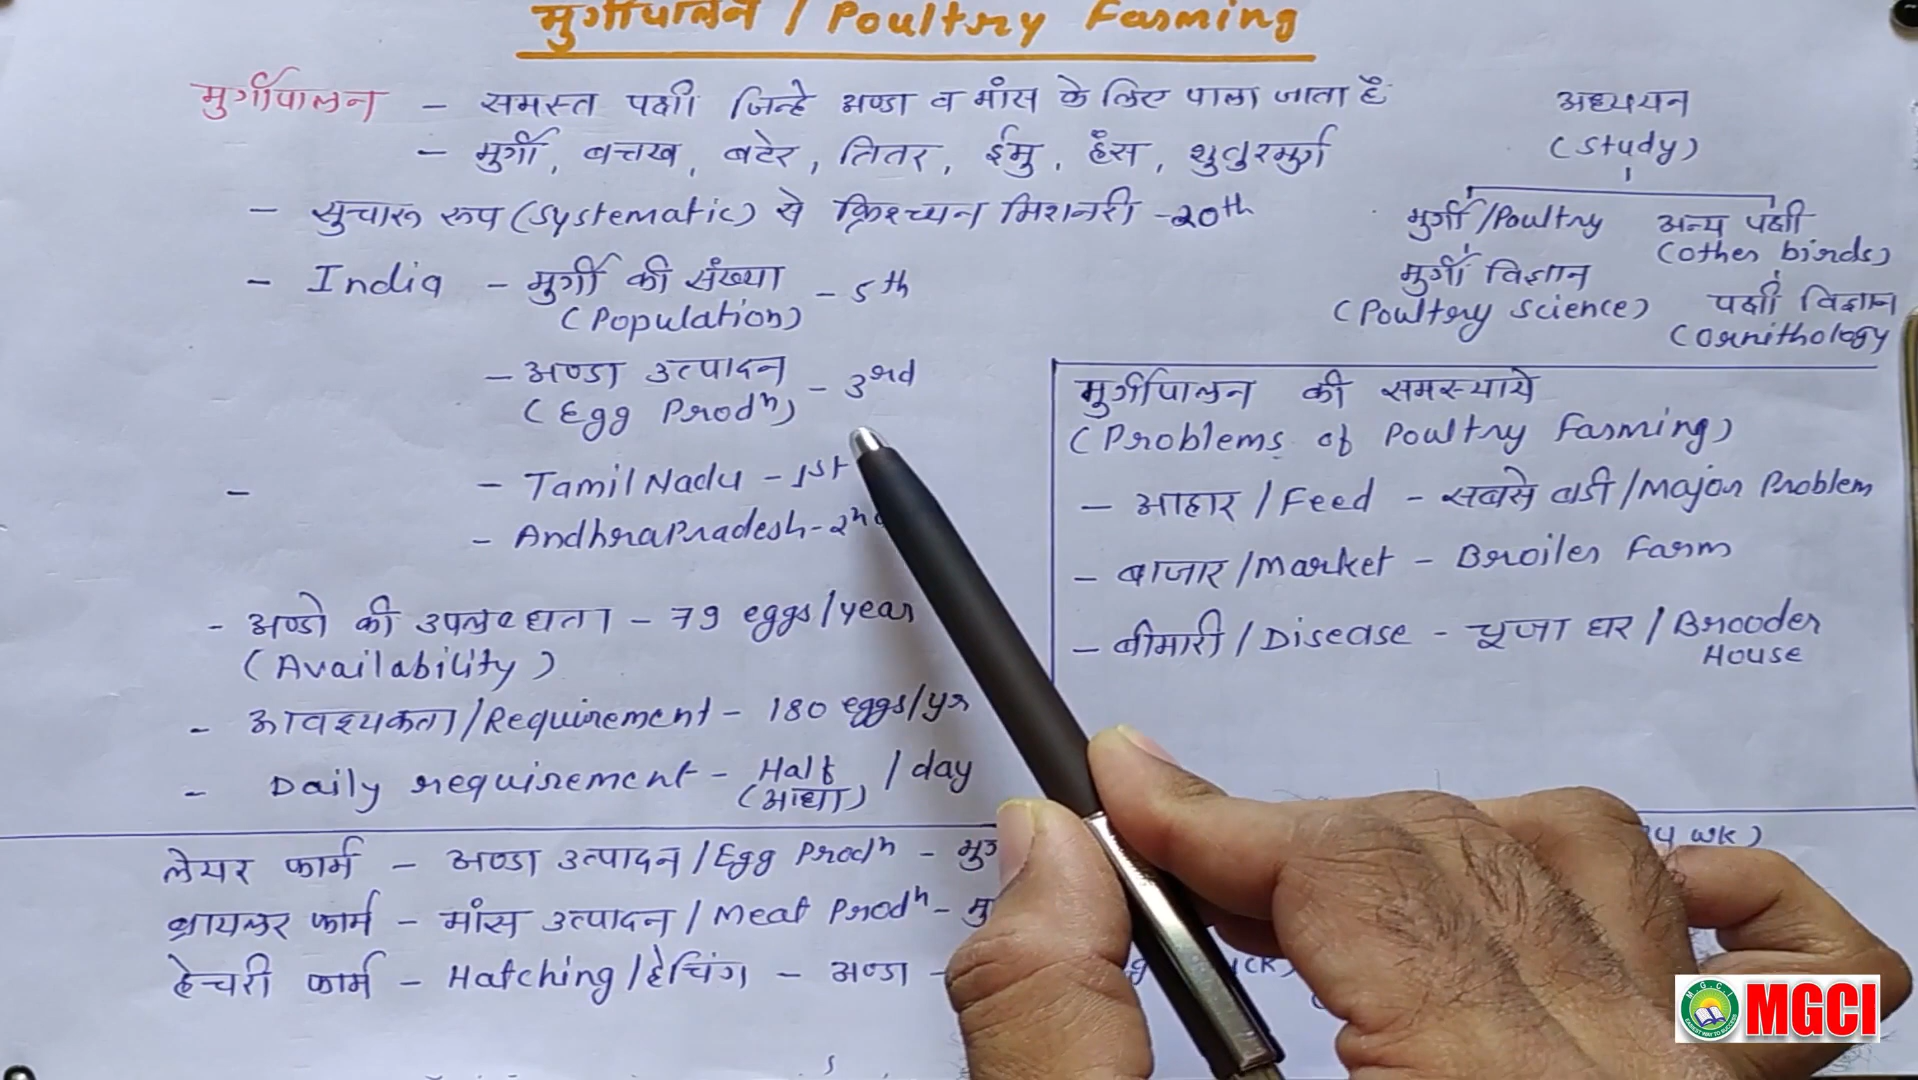 मुर्गीपालन / Poultry Farming
मुर्गीपालन - समस्त पक्षी जिन्हे अण्डा व मांस के लिए पाला जाता है
- मुर्गी, बत्तख, बटेर, तितर, ईमु, हंस, शुतुरमुर्ग
- सुचारू रूप (Systematic) से क्रिश्चयन मिशनरी - 20th
- India - मुर्गी की संख्या - 5th
(Population)
- अण्डा उत्पादन - 3rd
(Egg Prodn)
- Tamil Nadu - 1st
- Andhra Pradesh - 2nd
- अण्डो की उपलब्धता - 79 eggs/year
(Availability)
- आवश्यकता/Requirement - 180 eggs/yr
- Daily requirement - Half /day
(आधा)
अध्ययन
(Study)
मुर्गी/Poultry अन्य पक्षी
(Other birds)
मुर्गी विज्ञान
(Poultry Science) पक्षी विज्ञान
(Ornithology
मुर्गीपालन की समस्याये
(Problems of Poultry Farming)
- आहार / Feed - सबसे बडी/Major Problem
- बाजार / Market - Broiler Farm
- बीमारी / Disease - चूजा घर / Brooder
House
लेयर फार्म - अण्डा उत्पादन / Egg Prodn -
wk)
ब्रायलर फार्म - मांस उत्पादन / Meat Prodn -
हेचरी फार्म - Hatching/हेचिंग - अण्डा -
MGCI